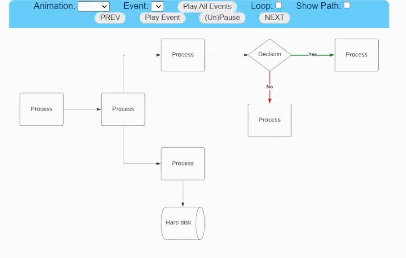 Animation: Event: Play All Events Loop: Show Path:
PREV Play Event (Un)Pause NEXT
Process Decision Yes Process
No
Process Process
Process
Process
Hard disk